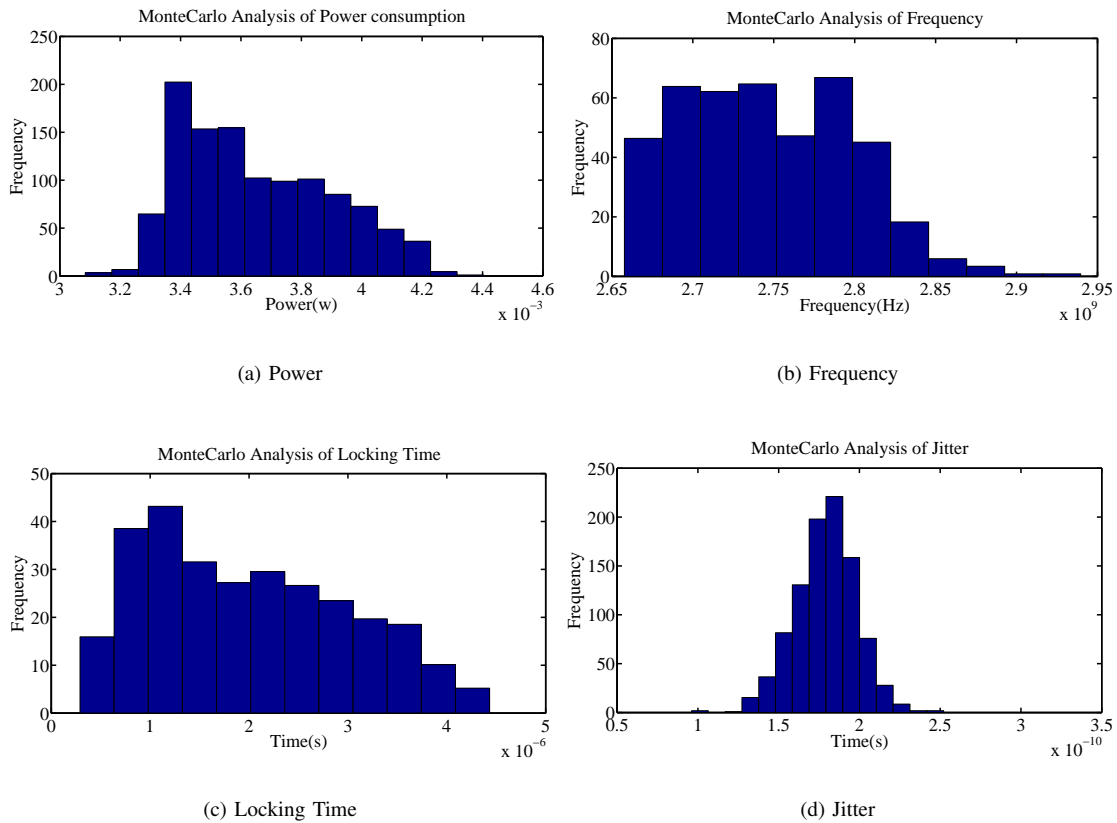 MonteCarlo Analysis of Power consumption
250
200
150
100
50
0
Frequency
3 3.2 3.4 3.6 3.8 4 4.2 4.4 4.6
Power(w)
x 10⁻³
(a) Power
MonteCarlo Analysis of Frequency
80
60
40
20
0
Frequency
2.65 2.7 2.75 2.8 2.85 2.9 2.95
Frequency(Hz)
x 10⁹
(b) Frequency
MonteCarlo Analysis of Locking Time
50
40
30
20
10
0
Frequency
0 1 2 3 4 5
Time(s)
x 10⁻⁶
(c) Locking Time
MonteCarlo Analysis of Jitter
250
200
150
100
50
0
Frequency
0.5 1 1.5 2 2.5 3 3.5
Time(s)
x 10⁻¹⁰
(d) Jitter